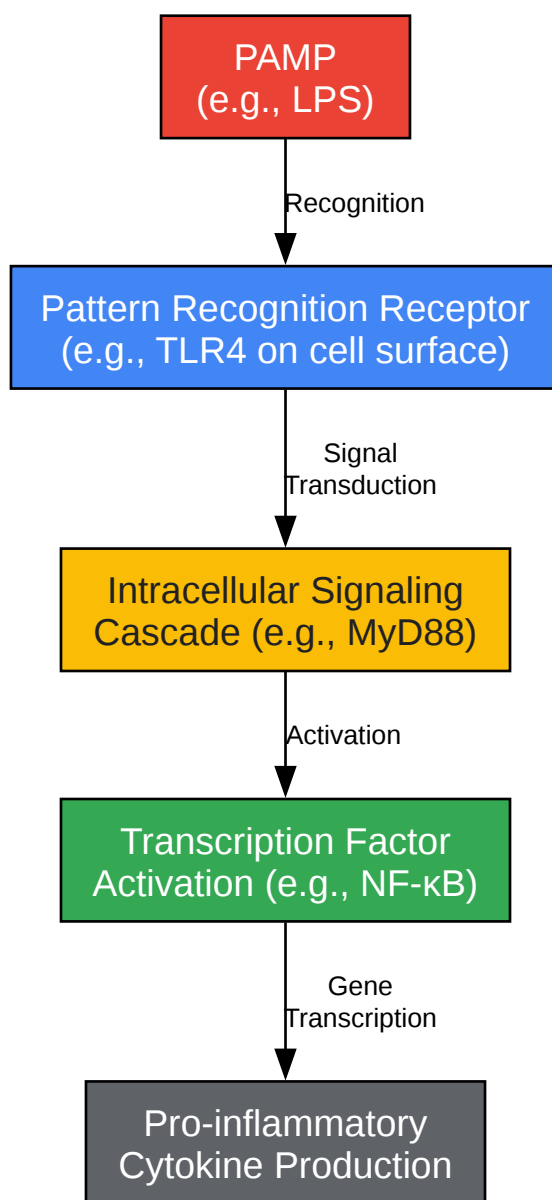 PAMP
(e.g., LPS)
Recognition
Pattern Recognition Receptor
(e.g., TLR4 on cell surface)
Signal
Transduction
Intracellular Signaling
Cascade (e.g., MyD88)
Activation
Transcription Factor
Activation (e.g., NF-κB)
Gene
Transcription
Pro-inflammatory
Cytokine Production